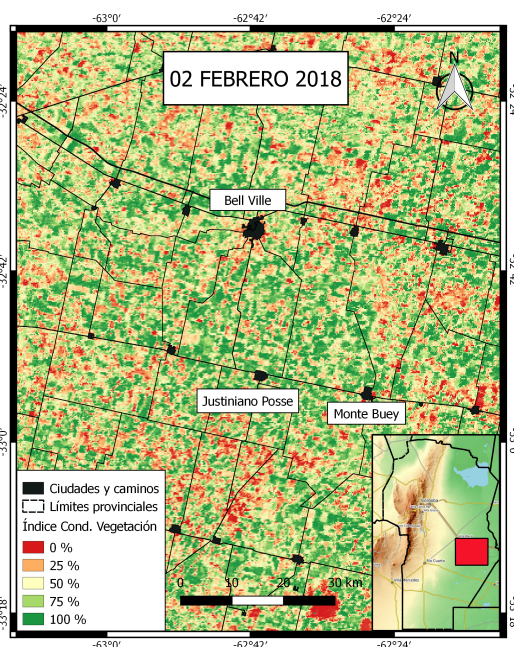 -63°0'
-62°42'
-62°24'
-32°24'
-32°24'
N
02 FEBRERO 2018
Bell Ville
-32°42'
-32°42'
Justiniano Posse
Monte Buey
-33°0'
-33°0'
Ciudades y caminos
Límites provinciales
Índice Cond. Vegetación
0 %
25 %
50 %
75 %
100 %
0 10 20 30 km
Río Cuarto
-33°18'
-33°18'
-63°0'
-62°42'
-62°24'